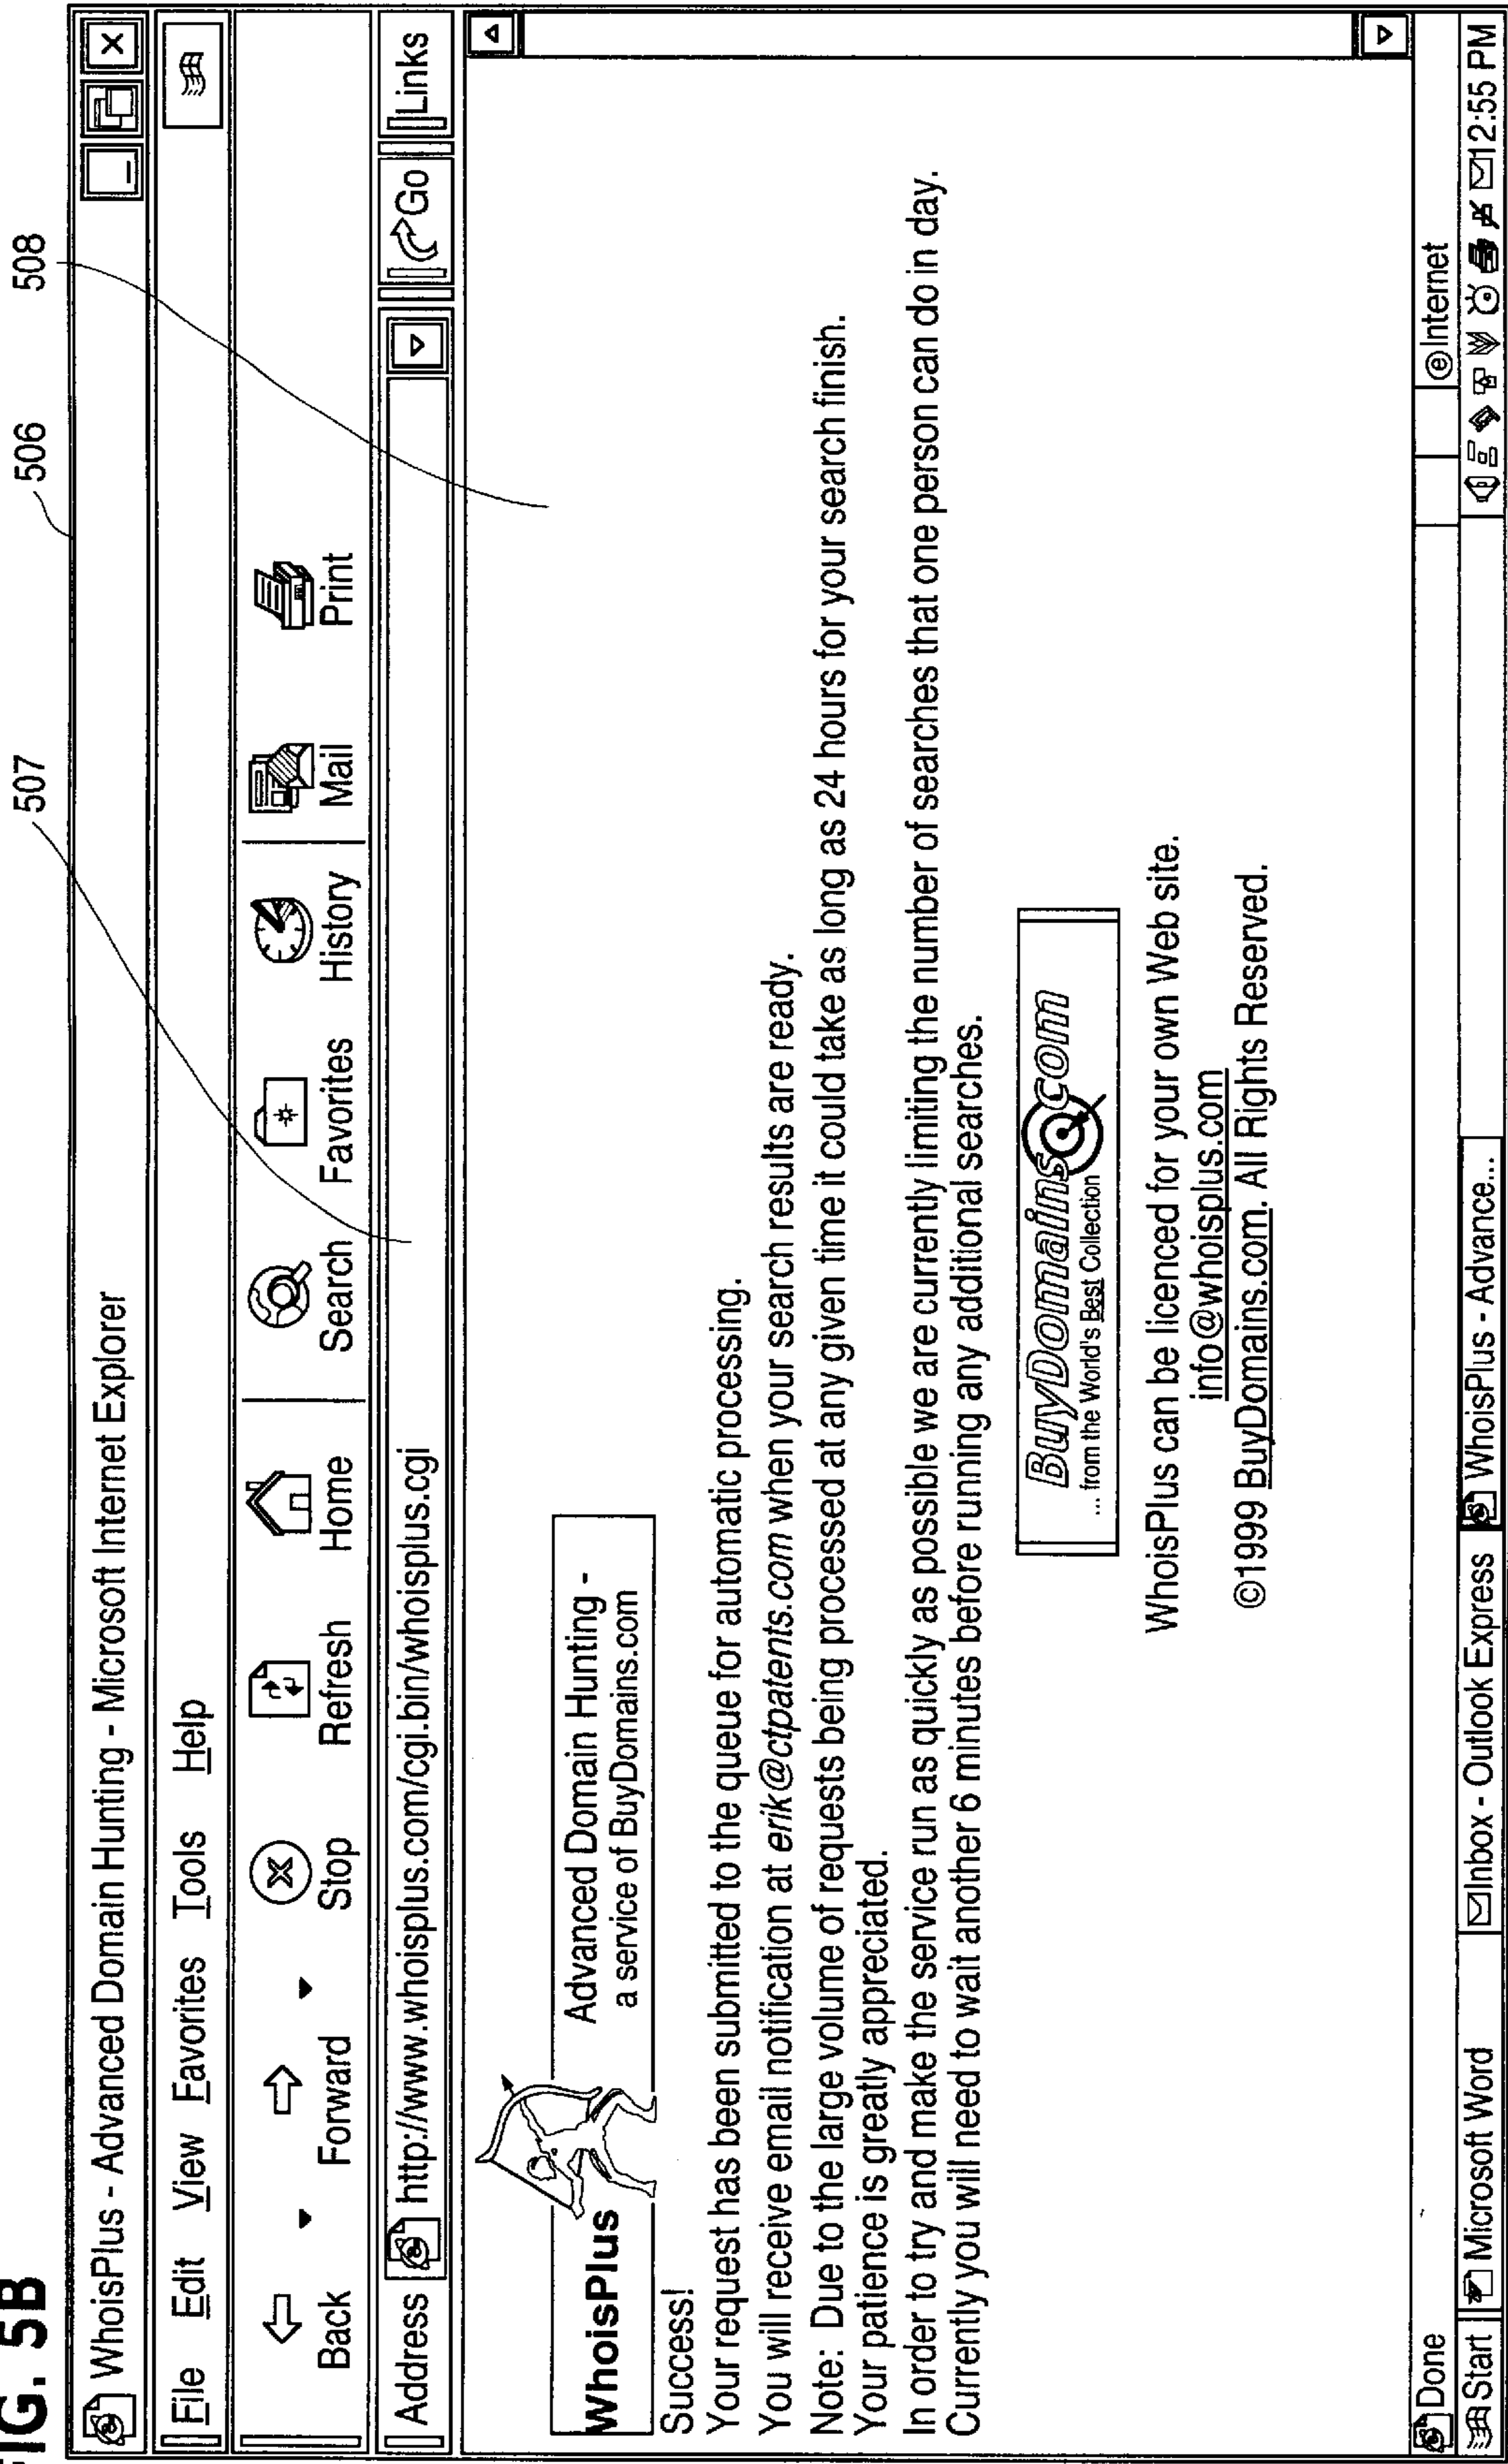 FIG. 5B
507
506
508
WhoisPlus - Advanced Domain Hunting - Microsoft Internet Explorer
File Edit View Favorites Tools Help
Back Forward Stop Refresh Home Search Favorites History Mail Print
Address http://www.whoisplus.com/cgi.bin/whoisplus.cgi Go Links
WhoisPlus
Advanced Domain Hunting -
a service of BuyDomains.com
Success!
Your request has been submitted to the queue for automatic processing.
You will receive email notification at erik@ctpatents.com when your search results are ready.
Note: Due to the large volume of requests being processed at any given time it could take as long as 24 hours for your search finish.
Your patience is greatly appreciated.
In order to try and make the service run as quickly as possible we are currently limiting the number of searches that one person can do in day.
Currently you will need to wait another 6 minutes before running any additional searches.
BuyDomains com
... from the World's Best Collection
WhoisPlus can be licenced for your own Web site.
info@whoisplus.com
©1999 BuyDomains.com. All Rights Reserved.
Done Internet
Start Microsoft Word Inbox - Outlook Express WhoisPlus - Advance... 12:55 PM